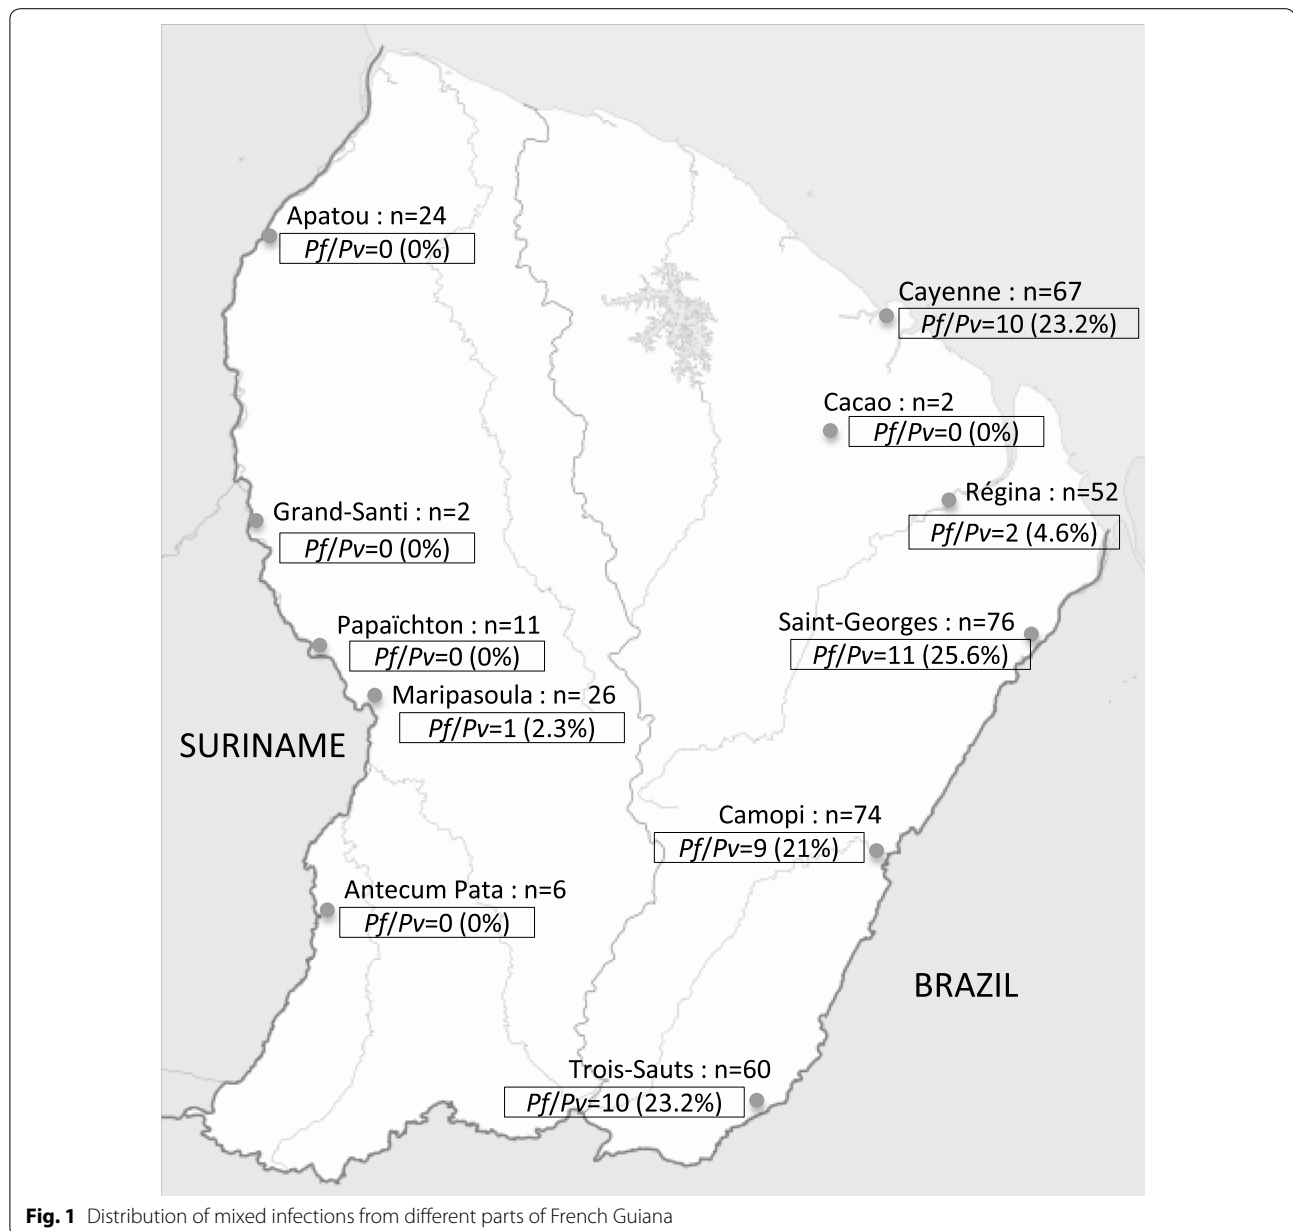 Apatou : n=24
Pf/Pv=0 (0%)
Cayenne : n=67
Pf/Pv=10 (23.2%)
Cacao : n=2
Pf/Pv=0 (0%)
Régina : n=52
Pf/Pv=2 (4.6%)
Grand-Santi : n=2
Pf/Pv=0 (0%)
Papaïchton : n=11
Pf/Pv=0 (0%)
Saint-Georges : n=76
Pf/Pv=11 (25.6%)
Maripasoula : n= 26
Pf/Pv=1 (2.3%)
SURINAME
Camopi : n=74
Pf/Pv=9 (21%)
Antecum Pata : n=6
Pf/Pv=0 (0%)
BRAZIL
Trois-Sauts : n=60
Pf/Pv=10 (23.2%)
Fig. 1 Distribution of mixed infections from different parts of French Guiana